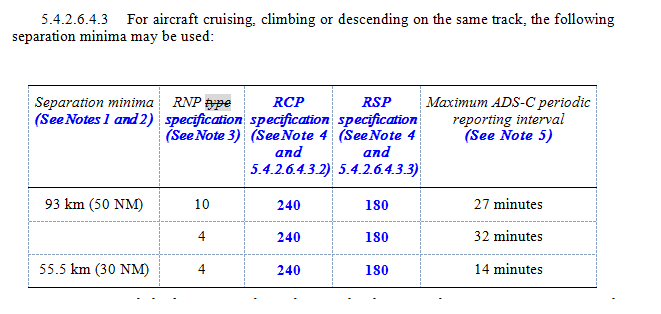 5.4.2.6.4.3 For aircraft cruising, climbing or descending on the same track, the following
separation minima may be used:
Separation minima
(See Notes 1 and 2)
RNP type
specification
(See Note 3)
RCP
specification
(See Note 4
and
5.4.2.6.4.3.2)
RSP
specification
(See Note 4
and
5.4.2.6.4.3.3)
Maximum ADS-C periodic
reporting interval
(See Note 5)
93 km (50 NM) 10 240 180 27 minutes
4 240 180 32 minutes
55.5 km (30 NM) 4 240 180 14 minutes